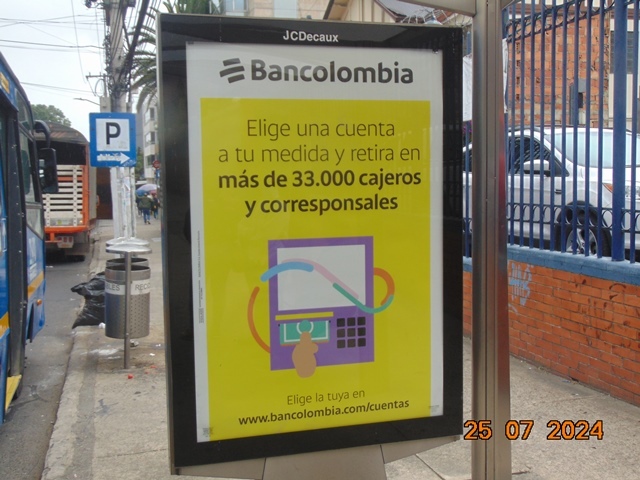 JCDecaux
Bancolombia
Elige una cuenta
a tu medida y retira en
más de 33.000 cajeros
y corresponsales
Elige la tuya en
www.bancolombia.com/cuentas
P
25 07 2024